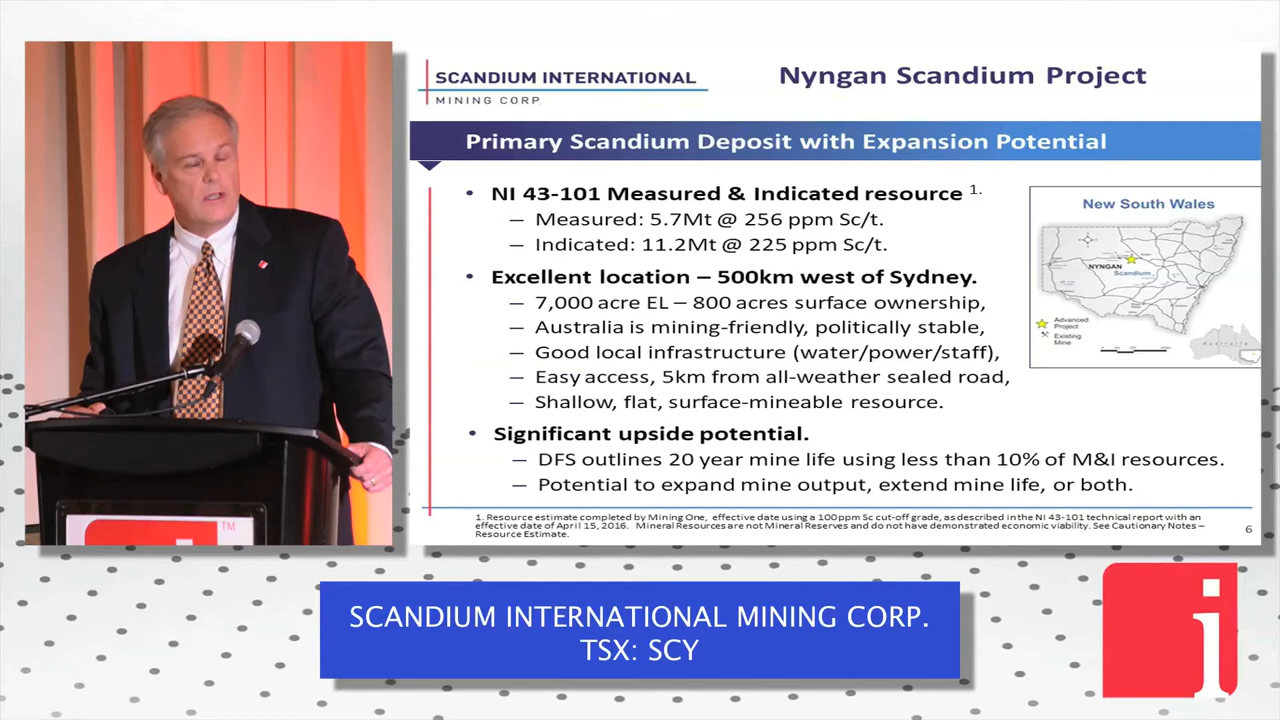 SCANDIUM INTERNATIONAL
MINING CORP.
Nyngan Scandium Project
Primary Scandium Deposit with Expansion Potential
• NI 43-101 Measured & Indicated resource 1.
– Measured: 5.7Mt @ 256 ppm Sc/t.
– Indicated: 11.2Mt @ 225 ppm Sc/t.
• Excellent location – 500km west of Sydney.
– 7,000 acre EL – 800 acres surface ownership,
– Australia is mining-friendly, politically stable,
– Good local infrastructure (water/power/staff),
– Easy access, 5km from all-weather sealed road,
– Shallow, flat, surface-mineable resource.
• Significant upside potential.
– DFS outlines 20 year mine life using less than 10% of M&I resources.
– Potential to expand mine output, extend mine life, or both.
New South Wales
NYNGAN
Scandium
Advanced
Project
Existing
Mine
Australia
1. Resource estimate completed by Mining One, effective date using a 100ppm Sc cut-off grade, as described in the NI 43-101 technical report with an
effective date of April 15, 2016. Mineral Resources are not Mineral Reserves and do not have demonstrated economic viability. See Cautionary Notes –
Resource Estimate.
6
TM
SCANDIUM INTERNATIONAL MINING CORP.
TSX: SCY
i